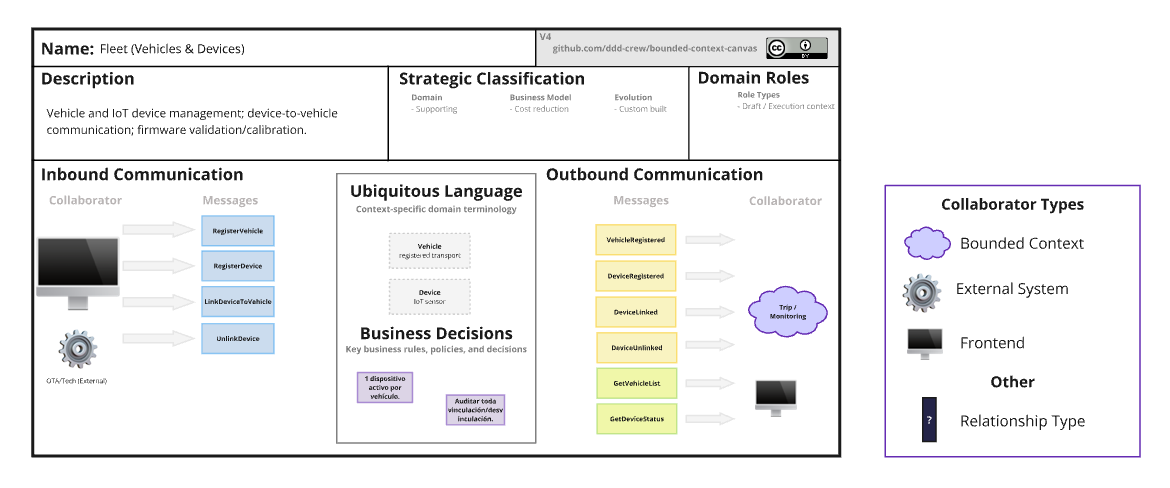 V4
Name: Fleet (Vehicles & Devices)
github.com/ddd-crew/bounded-context-canvas
cc
BY
Description
Vehicle and IoT device management; device-to-vehicle
communication; firmware validation/calibration.
Strategic Classification
Domain
- Supporting
Business Model
- Cost reduction
Evolution
- Custom built
Domain Roles
Role Types
- Draft / Execution context
Inbound Communication
Collaborator
Messages
RegisterVehicle
RegisterDevice
LinkDeviceToVehicle
UnlinkDevice
OTA/Tech (External)
Ubiquitous Language
Context-specific domain terminology
Vehicle
registered transport
Device
IoT sensor
Business Decisions
Key business rules, policies, and decisions
1 dispositivo
activo por
vehículo.
Auditar toda
vinculación/desv
inculación.
Outbound Communication
Messages
Collaborator
VehicleRegistered
DeviceRegistered
DeviceLinked
DeviceUnlinked
GetVehicleList
GetDeviceStatus
Trip /
Monitoring
Collaborator Types
Bounded Context
External System
Frontend
Other
?
Relationship Type